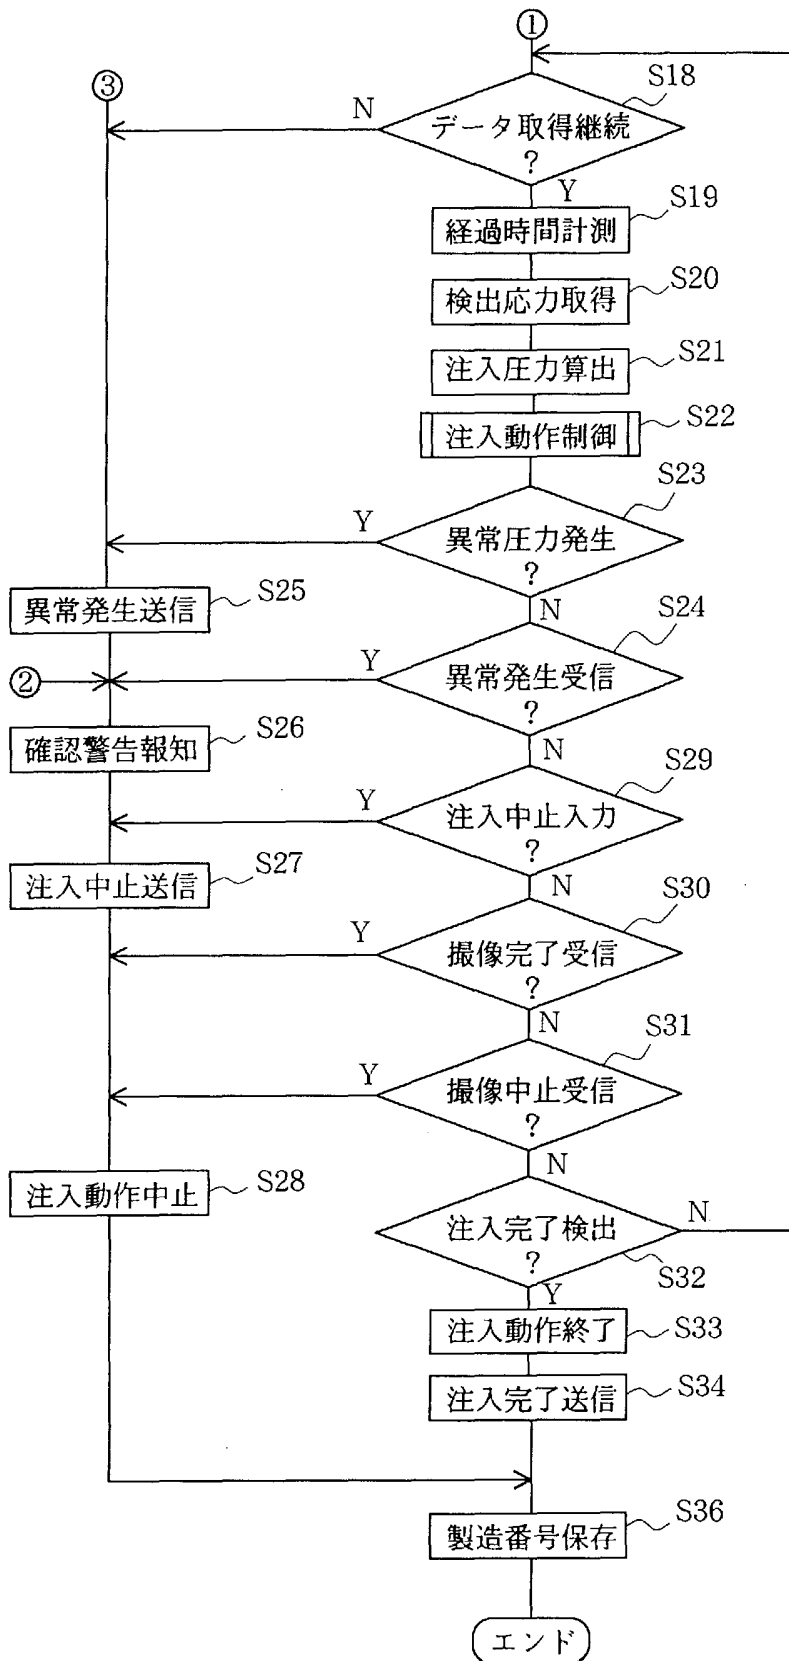 ①
③
S18
N
データ取得継続
?
Y
S19
経過時間計測
S20
検出応力取得
S21
注入圧力算出
S22
注入動作制御
S23
Y
異常圧力発生
?
N
S25
異常発生送信
S24
Y
異常発生受信
?
N
②
S26
確認警告報知
S29
Y
注入中止入力
?
N
S27
注入中止送信
S30
Y
撮像完了受信
?
N
S31
Y
撮像中止受信
?
N
S28
注入動作中止
注入完了検出
?
N
S32
Y
注入動作終了
S33
注入完了送信
S34
S36
製造番号保存
エンド